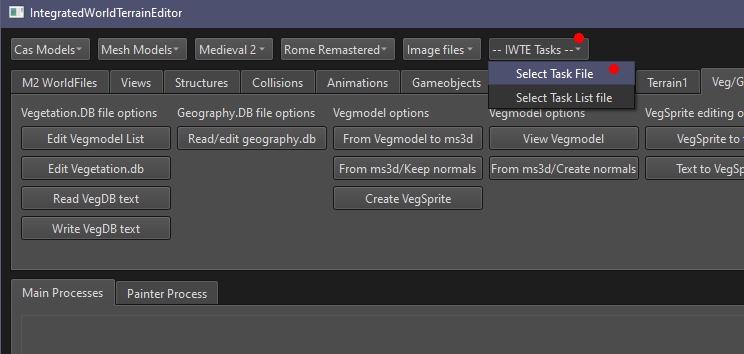 IntegratedWorldTerrainEditor
Cas Models Mesh Models Medieval 2 Rome Remastered Image files -- IWTE Tasks --
Select Task File
Select Task List file
M2 WorldFiles Views Structures Collisions Animations Gameobjects Terrain1 Veg/G
Vegetation.DB file options Geography.DB file options Vegmodel options Vegmodel options VegSprite editing o
Edit Vegmodel List Read/edit geography.db From Vegmodel to ms3d View Vegmodel VegSprite to t
Edit Vegetation.db From ms3d/Keep normals From ms3d/Create normals Text to VegSp
Read VegDB text Create VegSprite
Write VegDB text
Main Processes Painter Process